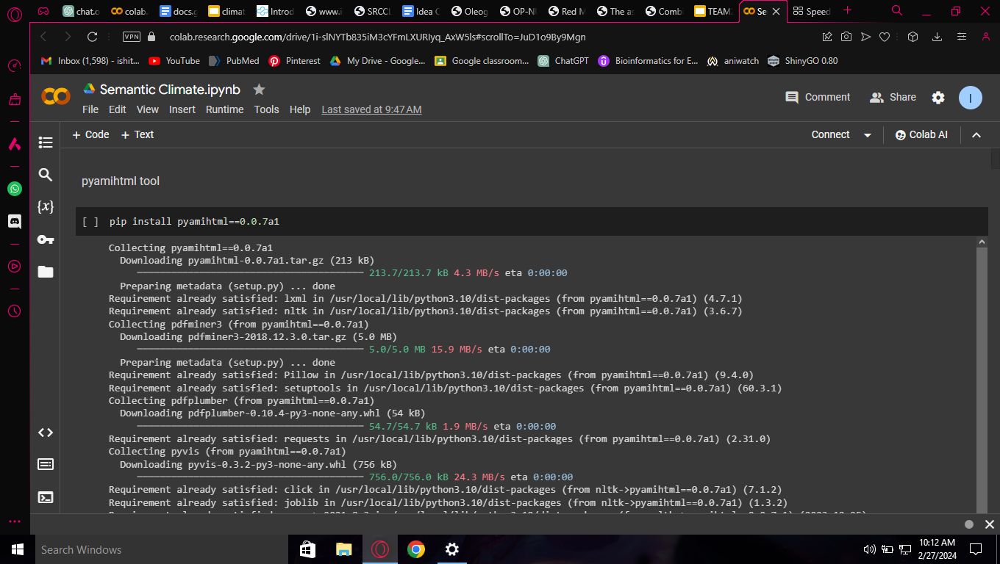 chat.o
colab.
docs.g
climat
Introd
www.i
SRCCL
Idea C
Oleog
OP-NI
Red M
The as
Combi
TEAM
Se
Speed
VPN
colab.research.google.com/drive/1i-slNYTb835iM3cYFmLXURIyq_AxW5ls#scrollTo=JuD1o9By9Mgn
Inbox (1,598) - ishit...
YouTube
PubMed
Pinterest
My Drive - Google...
Google classroom...
ChatGPT
Bioinformatics for E...
aniwatch
ShinyGO 0.80
Semantic Climate.ipynb
Comment
Share
I
File Edit View Insert Runtime Tools Help Last saved at 9:47 AM
+ Code + Text
Connect
Colab AI
pyamihtml tool
[ ] pip install pyamihtml==0.0.7a1
Collecting pyamihtml==0.0.7a1
Downloading pyamihtml-0.0.7a1.tar.gz (213 kB)
213.7/213.7 kB 4.3 MB/s eta 0:00:00
Preparing metadata (setup.py) ... done
Requirement already satisfied: lxml in /usr/local/lib/python3.10/dist-packages (from pyamihtml==0.0.7a1) (4.7.1)
Requirement already satisfied: nltk in /usr/local/lib/python3.10/dist-packages (from pyamihtml==0.0.7a1) (3.6.7)
Collecting pdfminer3 (from pyamihtml==0.0.7a1)
Downloading pdfminer3-2018.12.3.0.tar.gz (5.0 MB)
5.0/5.0 MB 15.9 MB/s eta 0:00:00
Preparing metadata (setup.py) ... done
Requirement already satisfied: Pillow in /usr/local/lib/python3.10/dist-packages (from pyamihtml==0.0.7a1) (9.4.0)
Requirement already satisfied: setuptools in /usr/local/lib/python3.10/dist-packages (from pyamihtml==0.0.7a1) (60.3.1)
Collecting pdfplumber (from pyamihtml==0.0.7a1)
Downloading pdfplumber-0.10.4-py3-none-any.whl (54 kB)
54.7/54.7 kB 1.9 MB/s eta 0:00:00
Requirement already satisfied: requests in /usr/local/lib/python3.10/dist-packages (from pyamihtml==0.0.7a1) (2.31.0)
Collecting pyvis (from pyamihtml==0.0.7a1)
Downloading pyvis-0.3.2-py3-none-any.whl (756 kB)
756.0/756.0 kB 24.3 MB/s eta 0:00:00
Requirement already satisfied: click in /usr/local/lib/python3.10/dist-packages (from nltk->pyamihtml==0.0.7a1) (7.1.2)
Requirement already satisfied: joblib in /usr/local/lib/python3.10/dist-packages (from nltk->pyamihtml==0.0.7a1) (1.3.2)
Search Windows
10:12 AM
2/27/2024